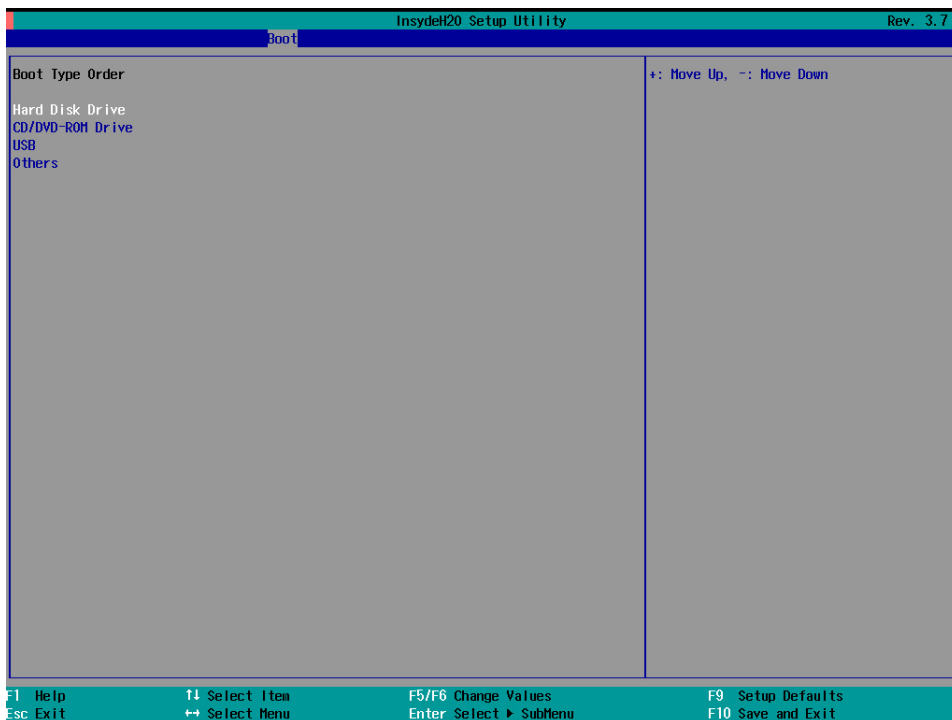 InsydeH20 Setup Utility Rev. 3.7
Boot
Boot Type Order
+: Move Up, -: Move Down
Hard Disk Drive
CD/DVD-ROM Drive
USB
Others
F1 Help ↑↓ Select Item F5/F6 Change Values F9 Setup Defaults
Esc Exit ↔ Select Menu Enter Select ▶ SubMenu F10 Save and Exit